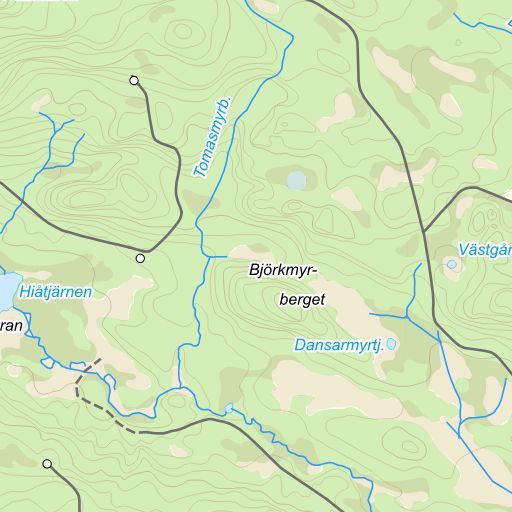 Tomasmyrb.
Västgår
Björkmyr-
berget
Hiåtjärnen
ran
Dansarmyrtj.